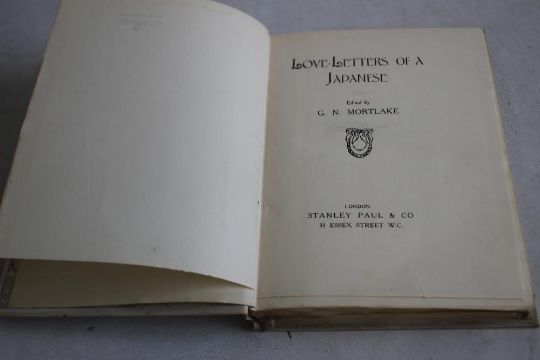 LOVE-LETTERS OF A
JAPANESE
Edited by
G. N. MORTLAKE
LONDON
STANLEY PAUL & CO
31 ESSEX STREET W.C.